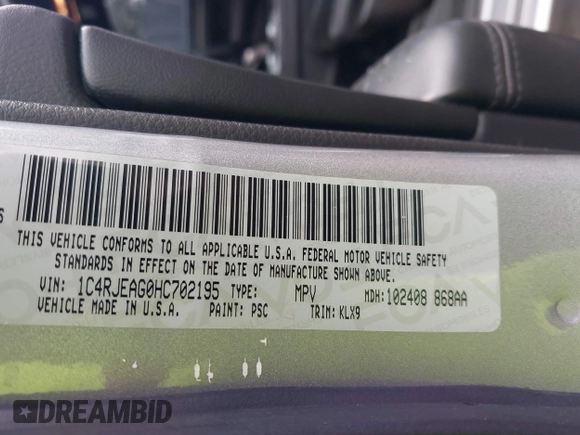 S
THIS VEHICLE CONFORMS TO ALL APPLICABLE U.S.A. FEDERAL MOTOR VEHICLE SAFETY
STANDARDS IN EFFECT ON THE DATE OF MANUFACTURE SHOWN ABOVE.
VIN: 1C4RJEAG0HC702195 TYPE: MPV MDH:102408 868AA
VEHICLE MADE IN U.S.A. PAINT: PSC TRIM:KLX9
DREAMBID